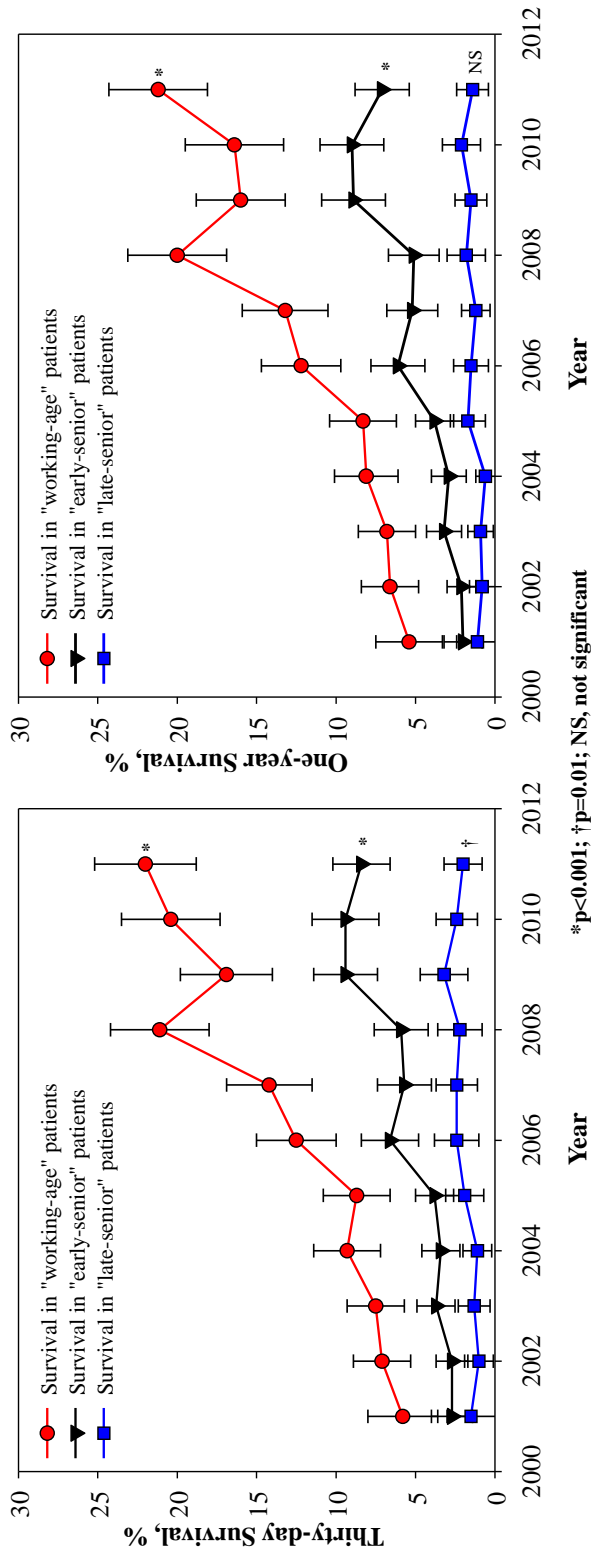 Thirty-day Survival, %
30
25
20
15
10
5
0
Survival in "working-age" patients
Survival in "early-senior" patients
Survival in "late-senior" patients
*
*
†
2000
2002
2004
2006
2008
2010
2012
Year
One-year Survival, %
30
25
20
15
10
5
0
Survival in "working-age" patients
Survival in "early-senior" patients
Survival in "late-senior" patients
*
*
NS
2000
2002
2004
2006
2008
2010
2012
Year
*p<0.001; †p=0.01; NS, not significant